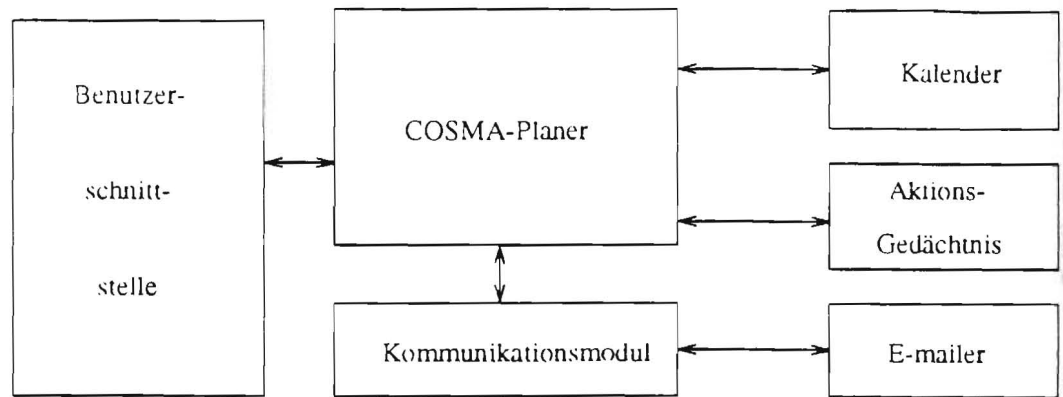 Benutzer-
schnitt-
stelle
COSMA-Planer
Kommunikationsmodul
Kalender
Aktions-
Gedächtnis
E-mailer